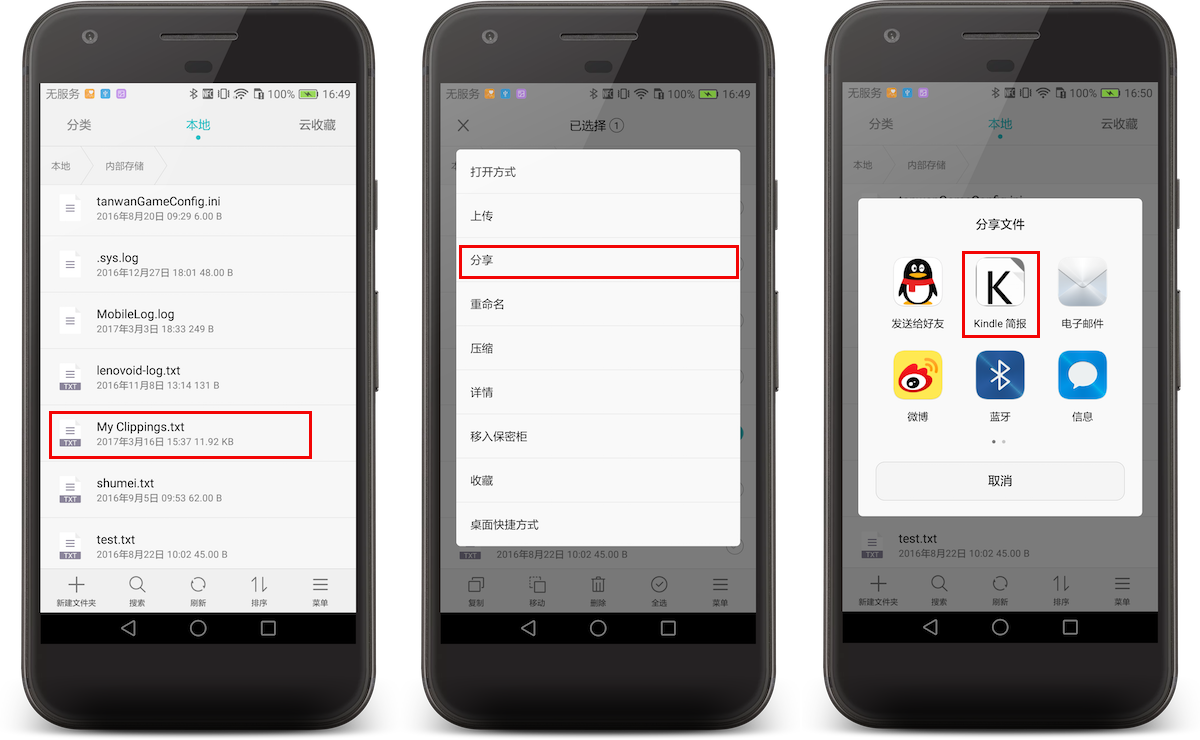 无服务 100% 16:49
分类 本地 云收藏
本地 内部存储
tanwanGameConfig.ini
2016年8月20日 09:29 6.00 B
.sys.log
2016年12月27日 18:01 48.00 B
MobileLog.log
2017年3月3日 18:33 249 B
lenovoid-log.txt
2016年11月8日 13:14 131 B
TXT
My Clippings.txt
2017年3月16日 15:37 11.92 KB
TXT
shumei.txt
2016年9月5日 09:53 62.00 B
TXT
test.txt
2016年8月22日 10:02 45.00 B
TXT
新建文件夹 搜索 刷新 排序 菜单
无服务 100% 16:49
已选择 1
打开方式
上传
分享
重命名
压缩
详情
移入保密柜
收藏
桌面快捷方式
TXT 2016年8月22日 10:02 45.00 B
复制 移动 删除 全选 菜单
无服务 100% 16:50
分类 本地 云收藏
本地 内部存储
tanwanGameConfig.ini
分享文件
K
发送给好友 Kindle 简报 电子邮件
微博 蓝牙 信息
取消
test.txt
2016年8月22日 10:02 45.00 B
TXT
新建文件夹 搜索 刷新 排序 菜单